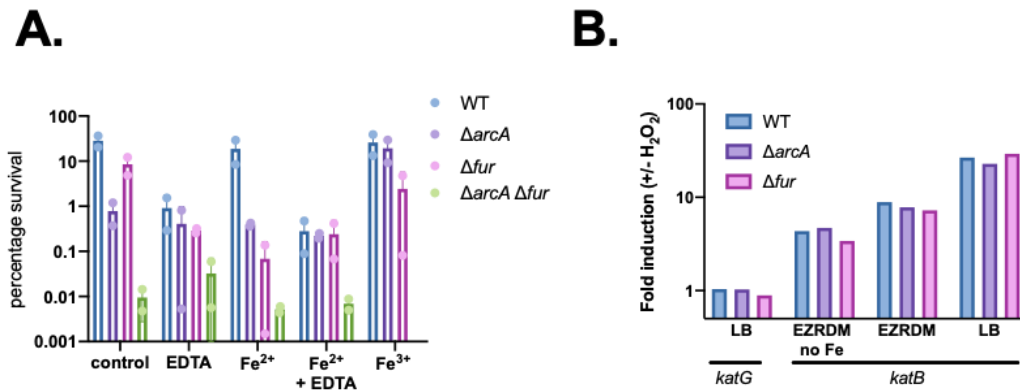 A.
percentage survival
100
10
1
0.1
0.01
0.001
control
EDTA
Fe2+
Fe2+
+ EDTA
Fe3+
WT
ΔarcA
Δfur
ΔarcA Δfur
B.
Fold induction (+/- H2O2)
100
10
1
WT
ΔarcA
Δfur
LB
EZRDM
no Fe
EZRDM
LB
katG
katB